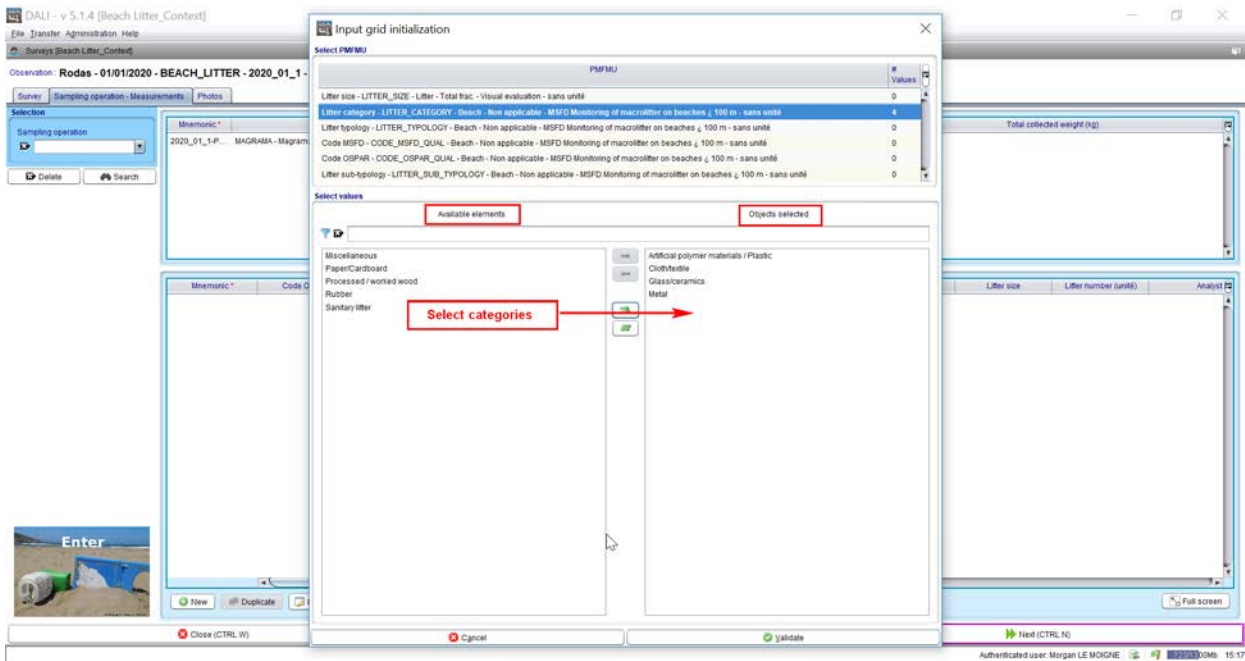 DALI - v 5.1.4 [Beach Litter_Context]
File Transfer Administration Help
Surveys [Beach Litter_Context]
Observation: Rodas - 01/01/2020 - BEACH_LITTER - 2020_01_1 -
Survey Sampling operation - Measurements Photos
Selection
Sampling operation
Delete Search
Mnemonic *
2020_01_1-P... MAGRAMA - Magram
Total collected weight (kg)
Mnemonic * Code O
Litter size Litter number (unité) Analyst
Input grid initialization
Select PMFMU
PMFMU # Values
Litter size - LITTER_SIZE - Litter - Total frac. - Visual evaluation - sans unité 0
Litter category - LITTER_CATEGORY - Beach - Non applicable - MSFD Monitoring of macrolitter on beaches ¿ 100 m - sans unité 4
Litter typology - LITTER_TYPOLOGY - Beach - Non applicable - MSFD Monitoring of macrolitter on beaches ¿ 100 m - sans unité 0
Code MSFD - CODE_MSFD_QUAL - Beach - Non applicable - MSFD Monitoring of macrolitter on beaches ¿ 100 m - sans unité 0
Code OSPAR - CODE_OSPAR_QUAL - Beach - Non applicable - MSFD Monitoring of macrolitter on beaches ¿ 100 m - sans unité 0
Litter sub-typology - LITTER_SUB_TYPOLOGY - Beach - Non applicable - MSFD Monitoring of macrolitter on beaches ¿ 100 m - sans unité 0
Select values
Available elements Objects selected
Miscellaneous
Paper/Cardboard
Processed / worked wood
Rubber
Sanitary litter
Select categories
Artificial polymer materials / Plastic
Cloth/textile
Glass/ceramics
Metal
Cancel Validate
Enter
New Duplicate
Full screen
Close (CTRL W) Next (CTRL N)
Authenticated user: Morgan LE MOIGNE 15:17